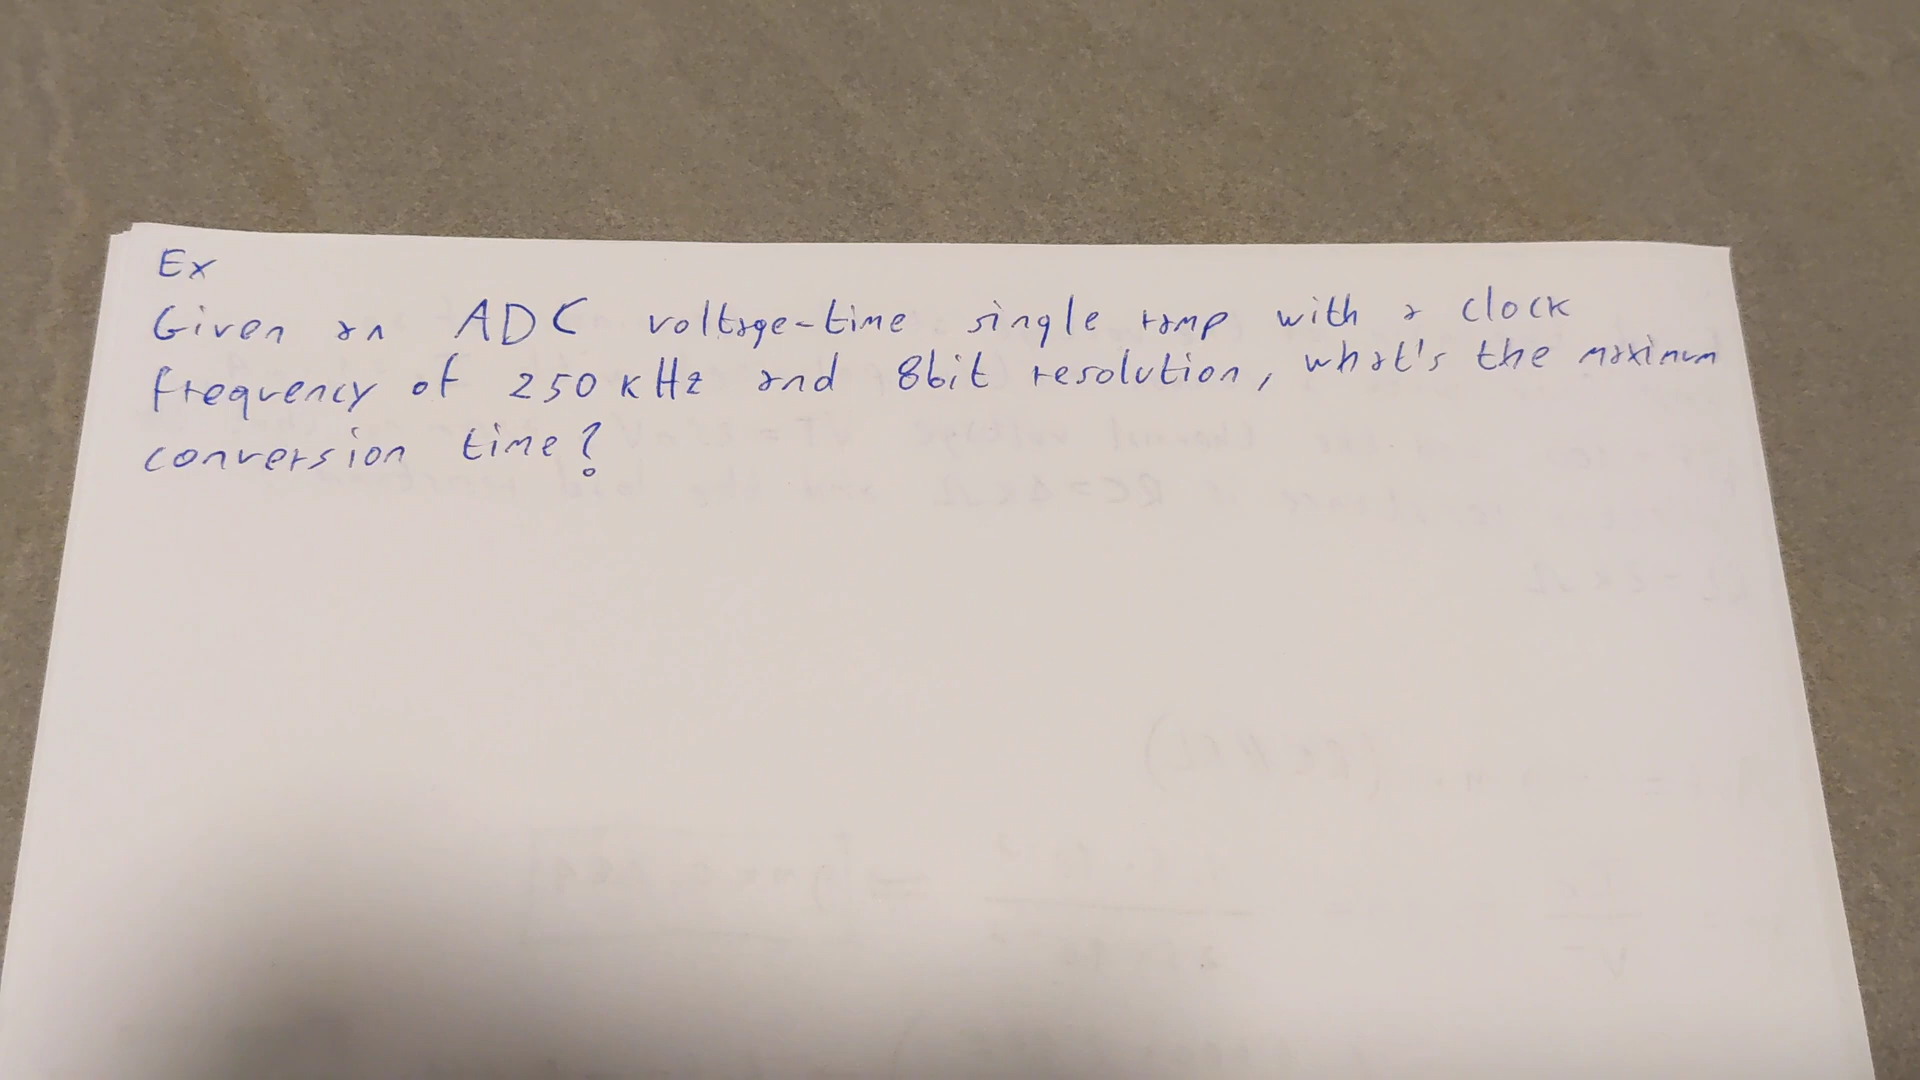 Ex
Given an ADC voltage-time single ramp with a clock
frequency of 250 kHz and 8bit resolution, what's the maximum
conversion time?